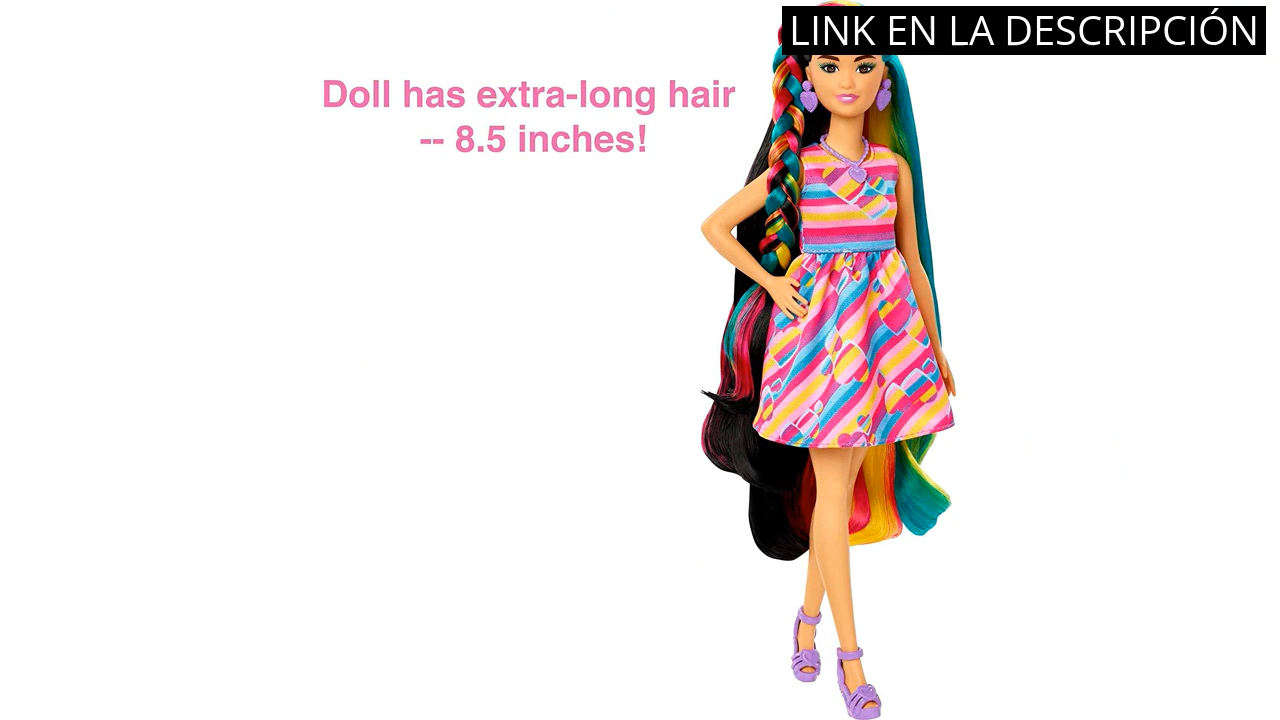 LINK EN LA DESCRIPCIÓN
Doll has extra-long hair
-- 8.5 inches!